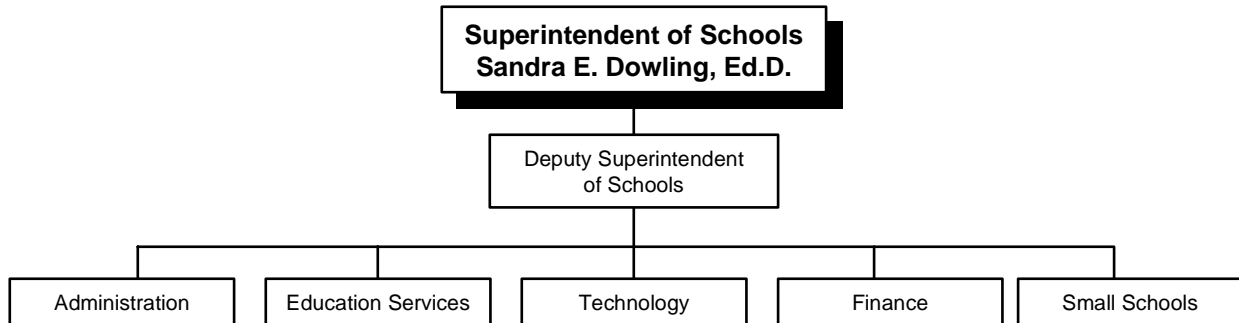 Superintendent of Schools
Sandra E. Dowling, Ed.D.
Deputy Superintendent
of Schools
Administration
Education Services
Technology
Finance
Small Schools